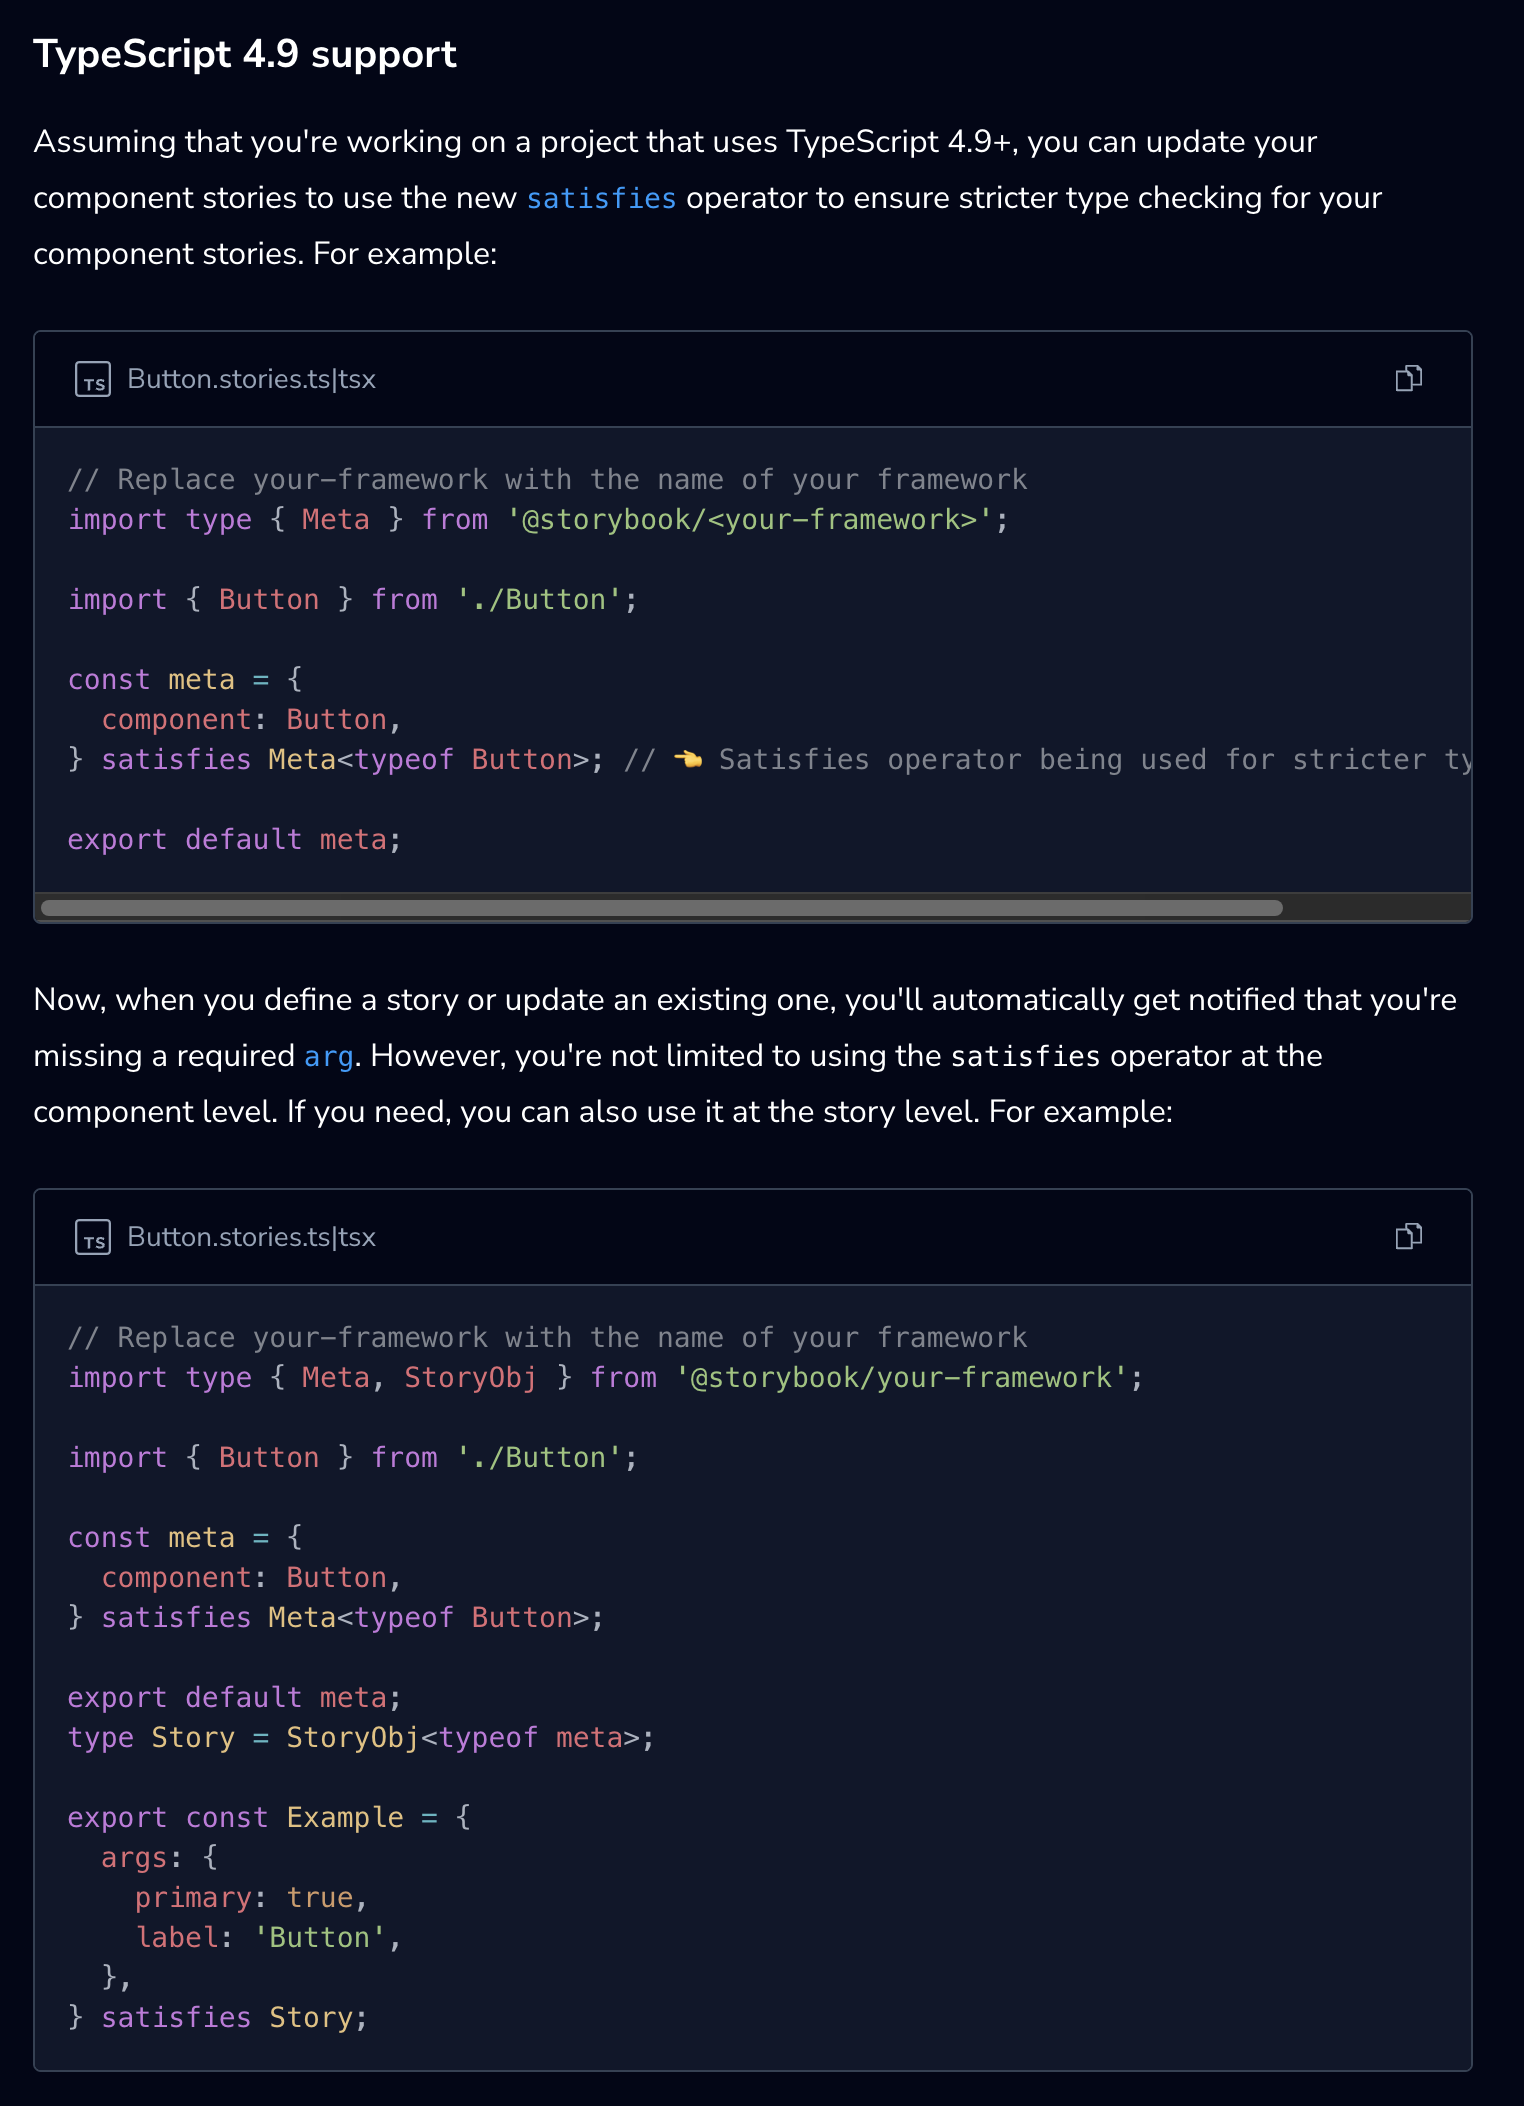 TypeScript 4.9 support
Assuming that you're working on a project that uses TypeScript 4.9+, you can update your
component stories to use the new satisfies operator to ensure stricter type checking for your
component stories. For example:
TS Button.stories.ts|tsx
// Replace your-framework with the name of your framework
import type { Meta } from '@storybook/<your-framework>';
import { Button } from './Button';
const meta = {
  component: Button,
} satisfies Meta<typeof Button>; // 👈 Satisfies operator being used for stricter ty
export default meta;
Now, when you define a story or update an existing one, you'll automatically get notified that you're
missing a required arg. However, you're not limited to using the satisfies operator at the
component level. If you need, you can also use it at the story level. For example:
TS Button.stories.ts|tsx
// Replace your-framework with the name of your framework
import type { Meta, StoryObj } from '@storybook/your-framework';
import { Button } from './Button';
const meta = {
  component: Button,
} satisfies Meta<typeof Button>;
export default meta;
type Story = StoryObj<typeof meta>;
export const Example = {
  args: {
    primary: true,
    label: 'Button',
  },
} satisfies Story;